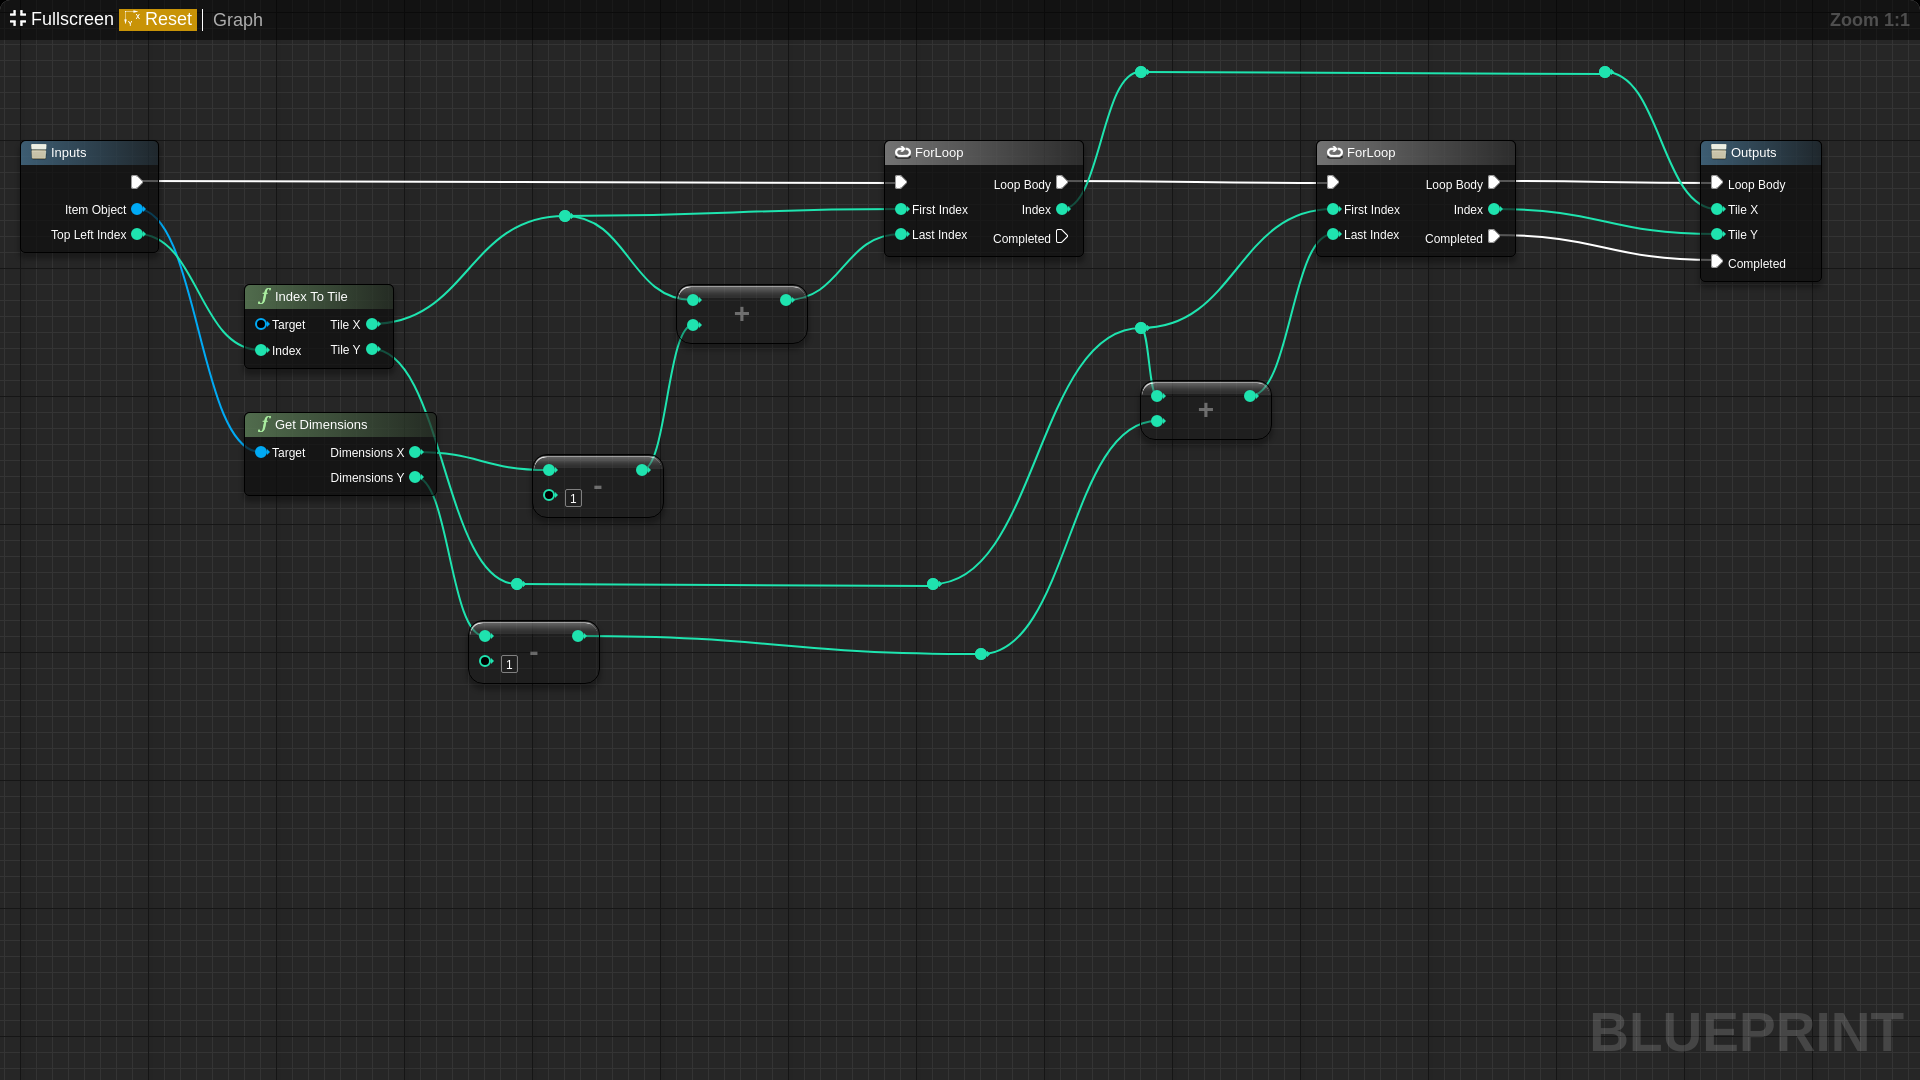 Fullscreen Reset Graph
Zoom 1:1
Inputs
Item Object
Top Left Index
Index To Tile
Target Tile X
Index Tile Y
Get Dimensions
Target Dimensions X
Dimensions Y
-
1
-
1
+
ForLoop
Loop Body
First Index Index
Last Index Completed
+
ForLoop
Loop Body
First Index Index
Last Index Completed
Outputs
Loop Body
Tile X
Tile Y
Completed
BLUEPRINT